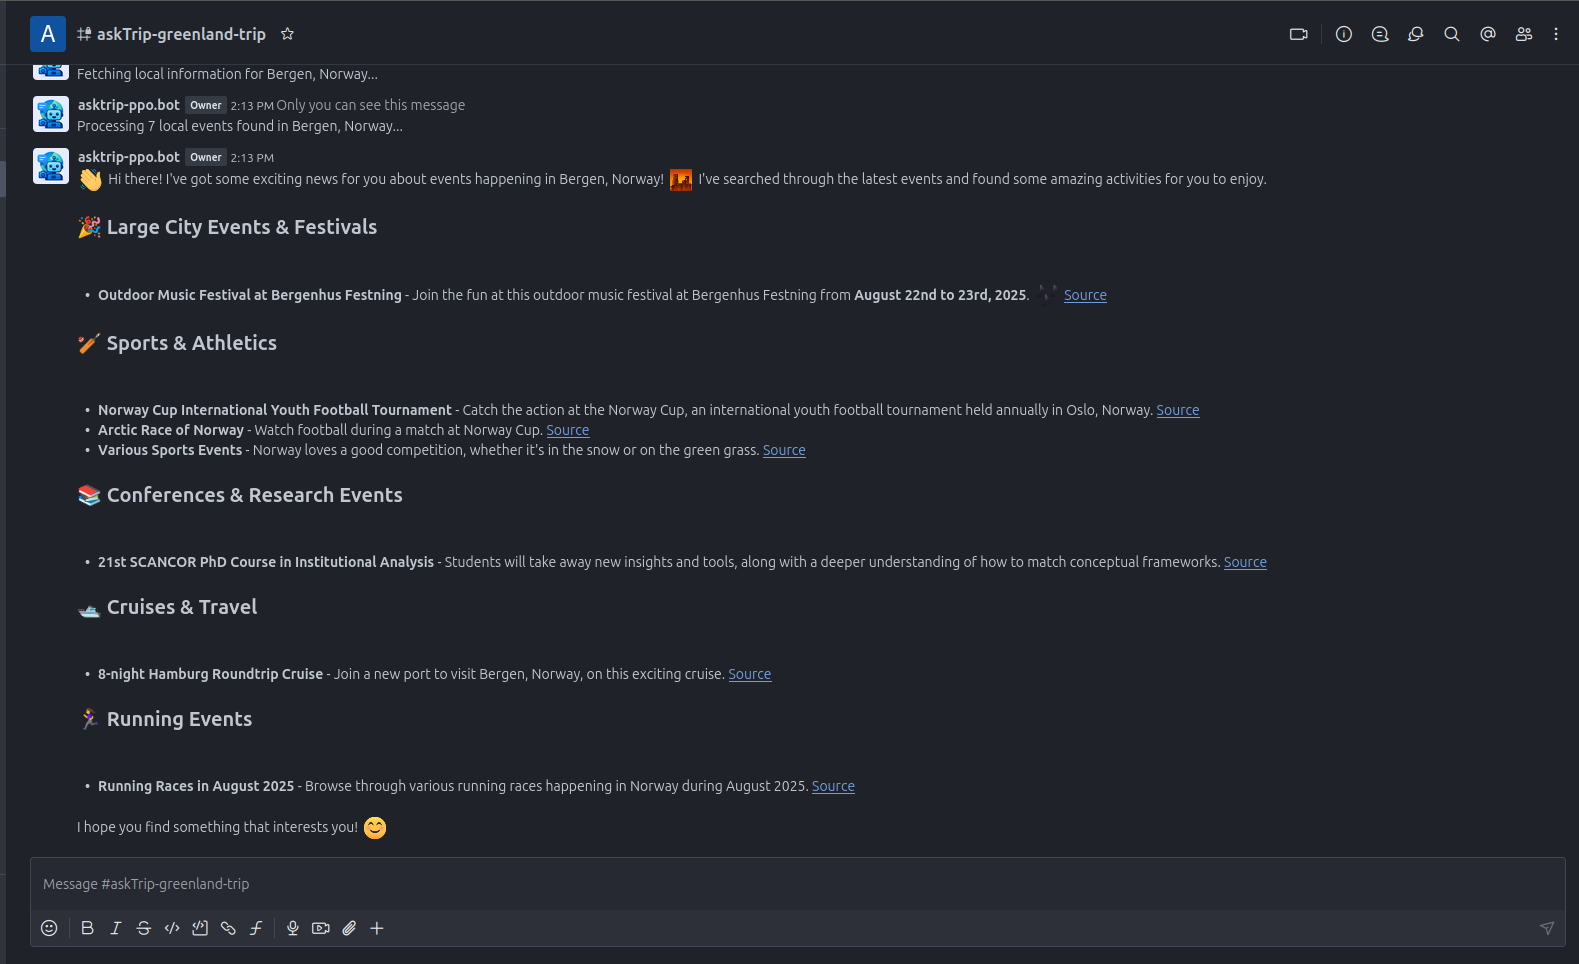 A
askTrip-greenland-trip
Fetching local information for Bergen, Norway...
asktrip-ppo.bot Owner 2:13 PM Only you can see this message
Processing 7 local events found in Bergen, Norway...
asktrip-ppo.bot Owner 2:13 PM
Hi there! I've got some exciting news for you about events happening in Bergen, Norway! I've searched through the latest events and found some amazing activities for you to enjoy.
Large City Events & Festivals
• Outdoor Music Festival at Bergenhus Festning - Join the fun at this outdoor music festival at Bergenhus Festning from August 22nd to 23rd, 2025. Source
Sports & Athletics
• Norway Cup International Youth Football Tournament - Catch the action at the Norway Cup, an international youth football tournament held annually in Oslo, Norway. Source
• Arctic Race of Norway - Watch football during a match at Norway Cup. Source
• Various Sports Events - Norway loves a good competition, whether it's in the snow or on the green grass. Source
Conferences & Research Events
• 21st SCANCOR PhD Course in Institutional Analysis - Students will take away new insights and tools, along with a deeper understanding of how to match conceptual frameworks. Source
Cruises & Travel
• 8-night Hamburg Roundtrip Cruise - Join a new port to visit Bergen, Norway, on this exciting cruise. Source
Running Events
• Running Races in August 2025 - Browse through various running races happening in Norway during August 2025. Source
I hope you find something that interests you!
Message #askTrip-greenland-trip